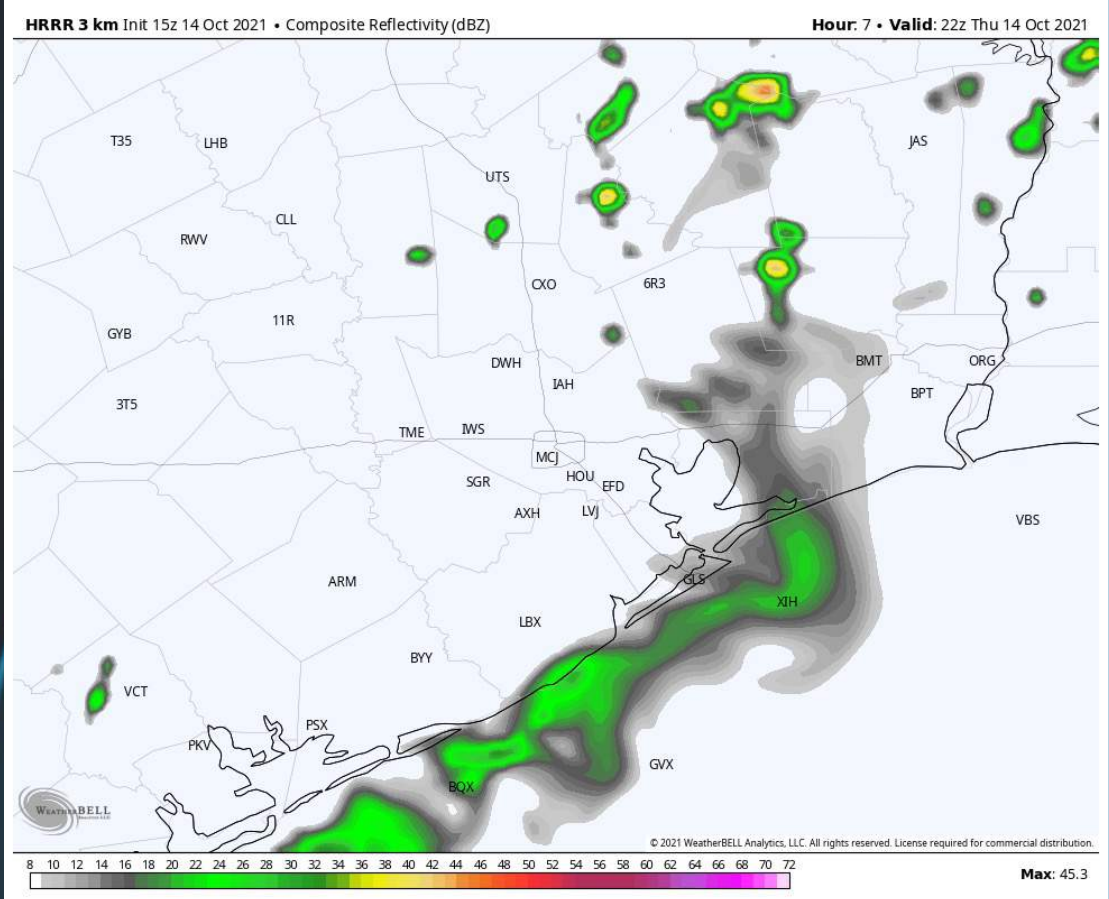 HRRR 3 km Init 15z 14 Oct 2021 • Composite Reflectivity (dBZ) Hour: 7 • Valid: 22z Thu 14 Oct 2021
T35
LHB
JAS
UTS
CLL
RWV
CXO
6R3
11R
GYB
DWH
BMT
ORG
IAH
BPT
3T5
TME
IWS
MCJ
HOU
SGR
EFD
AXH
LVJ
VBS
ARM
GLS
XIH
LBX
BYY
VCT
PSX
PKV
GVX
BQX
WEATHERBELL
© 2021 WeatherBELL Analytics, LLC. All rights reserved. License required for commercial distribution.
8 10 12 14 16 18 20 22 24 26 28 30 32 34 36 38 40 42 44 46 48 50 52 54 56 58 60 62 64 66 68 70 72
Max: 45.3